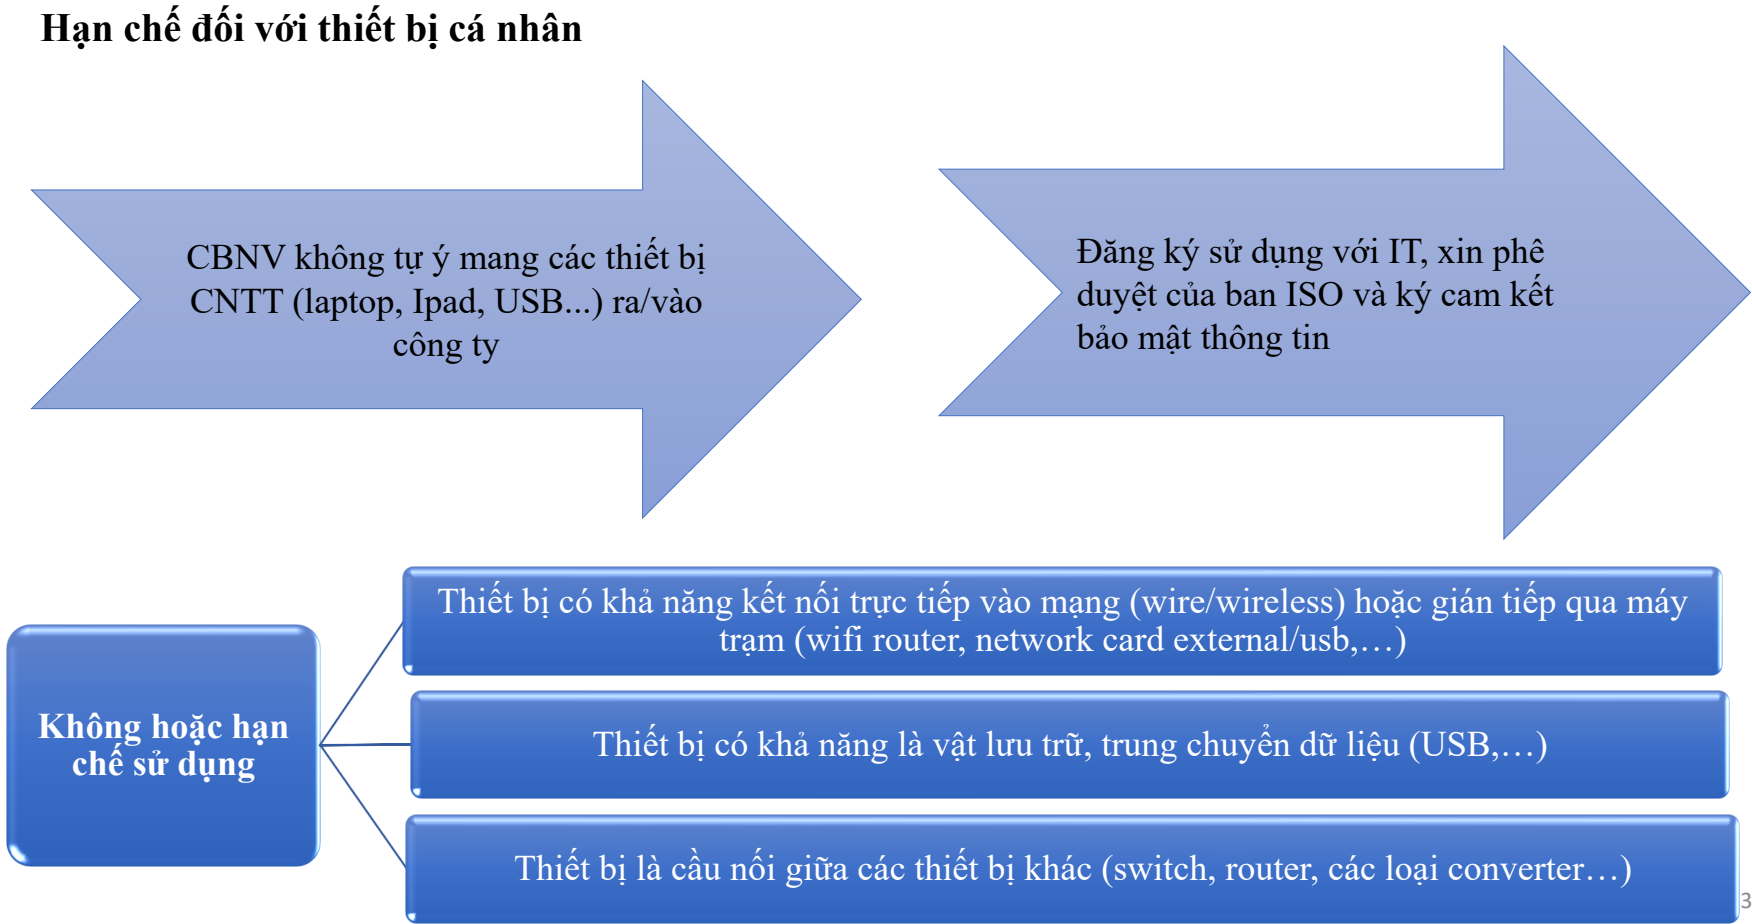 Hạn chế đối với thiết bị cá nhân
CBNV không tự ý mang các thiết bị
CNTT (laptop, Ipad, USB...) ra/vào
công ty
Đăng ký sử dụng với IT, xin phê
duyệt của ban ISO và ký cam kết
bảo mật thông tin
Không hoặc hạn
chế sử dụng
Thiết bị có khả năng kết nối trực tiếp vào mạng (wire/wireless) hoặc gián tiếp qua máy
trạm (wifi router, network card external/usb,…)
Thiết bị có khả năng là vật lưu trữ, trung chuyển dữ liệu (USB,…)
Thiết bị là cầu nối giữa các thiết bị khác (switch, router, các loại converter…)
3